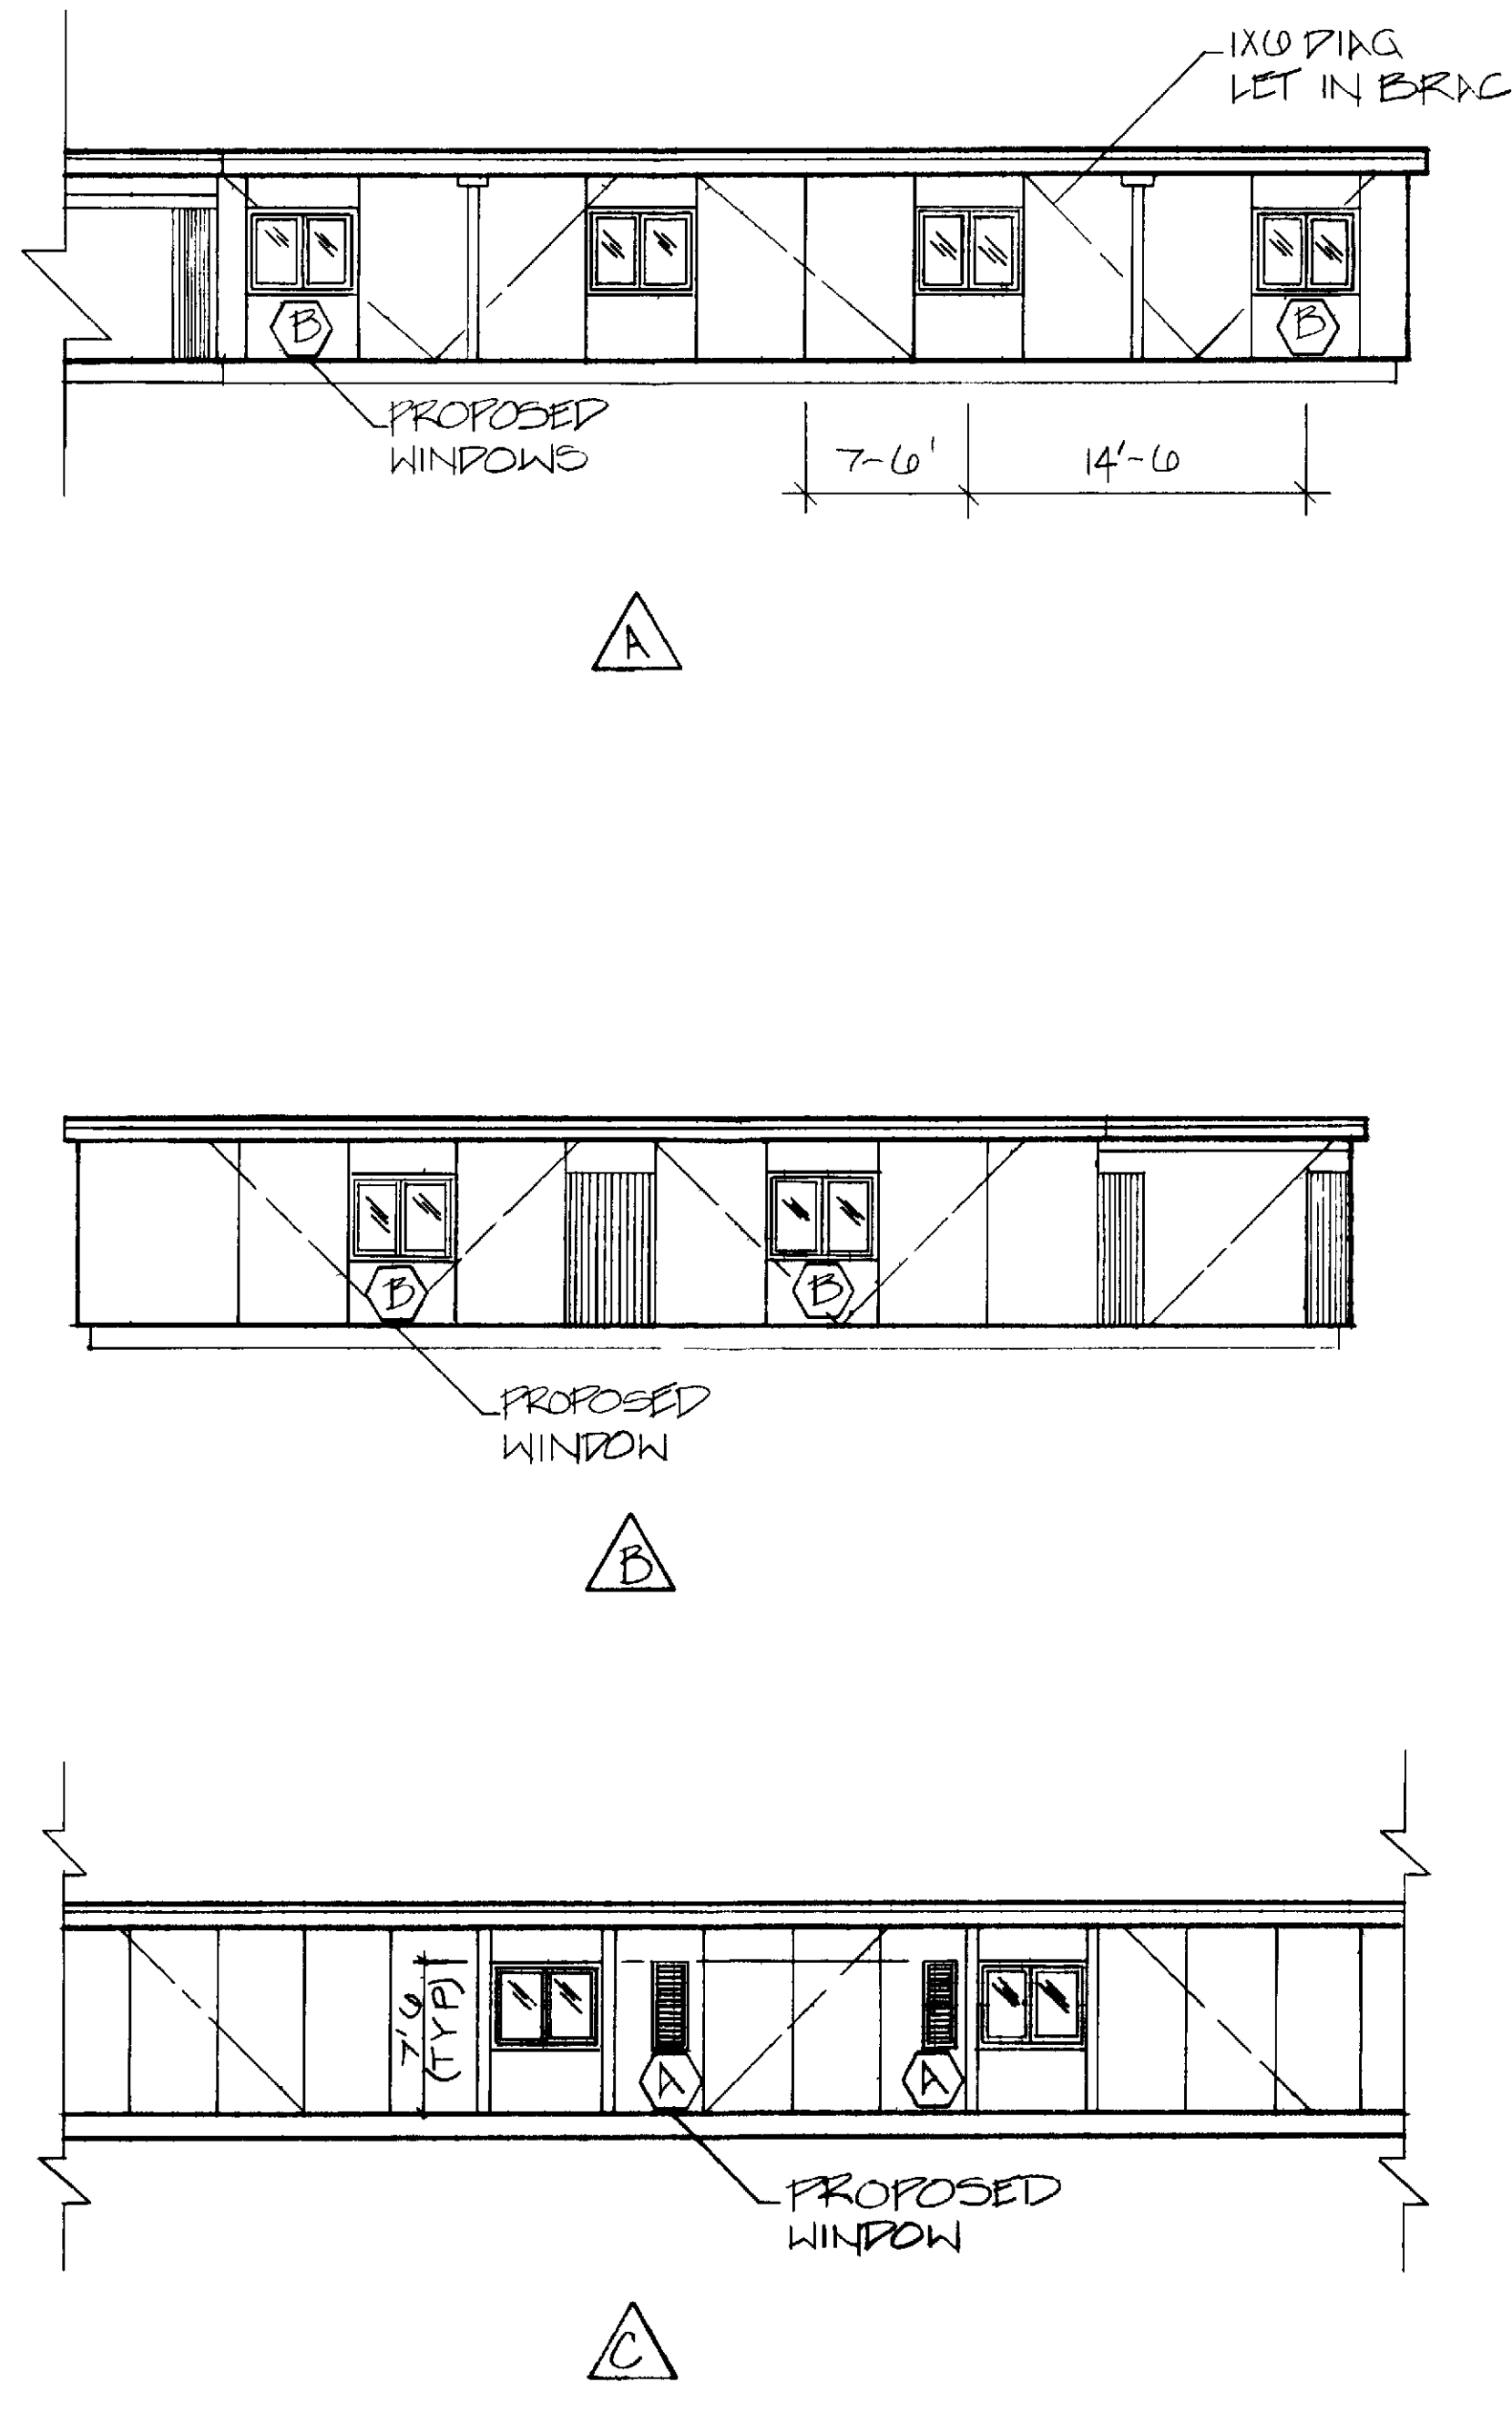 1X6 DIAG
LET IN BRAC
B
B
PROPOSED
WINDOWS
7-6'
14'-6
A
B
B
PROPOSED
WINDOW
B
7'6
(TYP)
A
A
PROPOSED
WINDOW
C